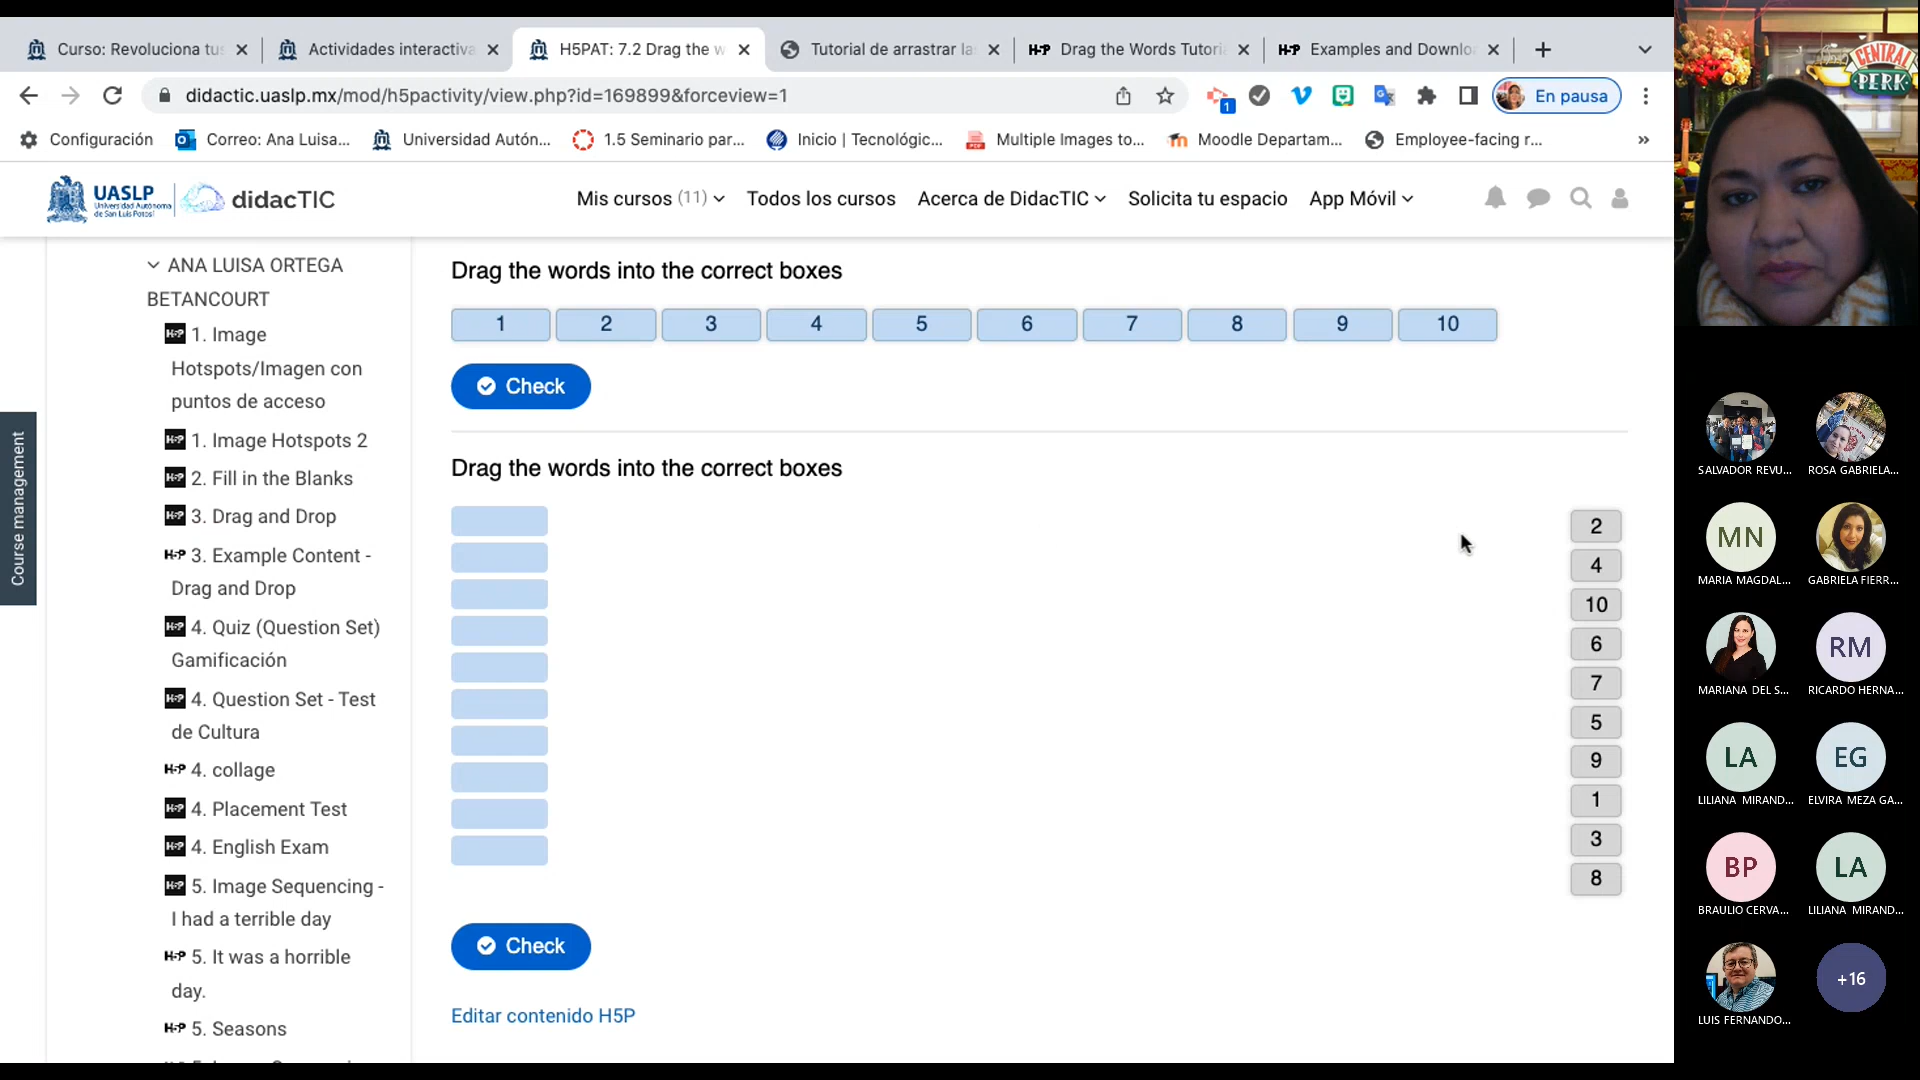 Curso: Revoluciona tus
Actividades interactiva
H5PAT: 7.2 Drag the w
Tutorial de arrastrar la
H-P Drag the Words Tutori
H-P Examples and Downlo
didactic.uaslp.mx/mod/h5pactivity/view.php?id=169899&forceview=1
1
En pausa
Configuración
Correo: Ana Luisa...
Universidad Autón...
1.5 Seminario par...
Inicio | Tecnológic...
Multiple Images to...
Moodle Departam...
Employee-facing r...
»
UASLP
Universidad Autónoma
de San Luis Potosí
didacTIC
Mis cursos (11)
Todos los cursos
Acerca de DidacTIC
Solicita tu espacio
App Móvil
Course management
ANA LUISA ORTEGA
BETANCOURT
H-P 1. Image
Hotspots/Imagen con
puntos de acceso
H-P 1. Image Hotspots 2
H-P 2. Fill in the Blanks
H-P 3. Drag and Drop
H-P 3. Example Content -
Drag and Drop
H-P 4. Quiz (Question Set)
Gamificación
H-P 4. Question Set - Test
de Cultura
H-P 4. collage
H-P 4. Placement Test
H-P 4. English Exam
H-P 5. Image Sequencing -
I had a terrible day
H-P 5. It was a horrible
day.
H-P 5. Seasons
Drag the words into the correct boxes
1 2 3 4 5 6 7 8 9 10
Check
Drag the words into the correct boxes
2
4
10
6
7
5
9
1
3
8
Check
Editar contenido H5P
CENTRAL
PERK
SALVADOR REVU...
ROSA GABRIELA...
MN
MARIA MAGDAL...
GABRIELA FIERR...
MARIANA DEL S...
RM
RICARDO HERNA...
LA
LILIANA MIRAND...
EG
ELVIRA MEZA GA...
BP
BRAULIO CERVA...
LA
LILIANA MIRAND...
LUIS FERNANDO...
+16